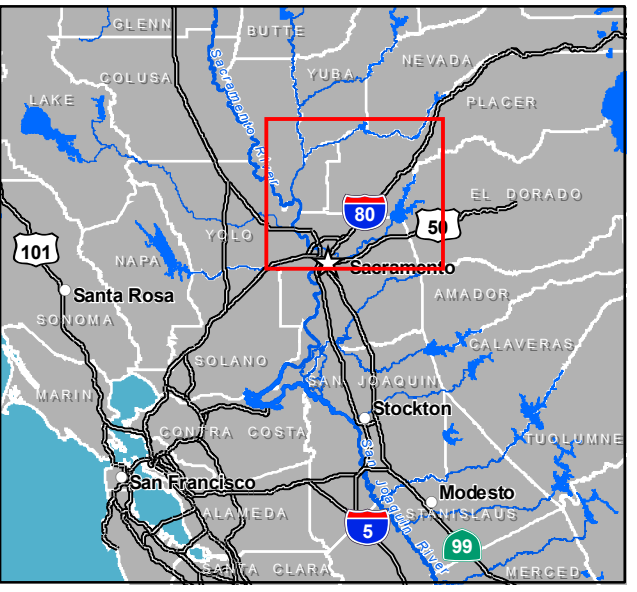 GLENN
BUTTE
NEVADA
COLUSA
YUBA
LAKE
PLACER
Sacramento River
EL DORADO
80
50
YOLO
101
NAPA
Sacramento
Santa Rosa
AMADOR
SONOMA
CALAVERAS
SOLANO
SAN JOAQUIN
MARIN
Stockton
CONTRA COSTA
TUOLUMNE
San Joaquin River
San Francisco
Modesto
ALAMEDA
STANISLAUS
5
99
SANTA CLARA
MERCED